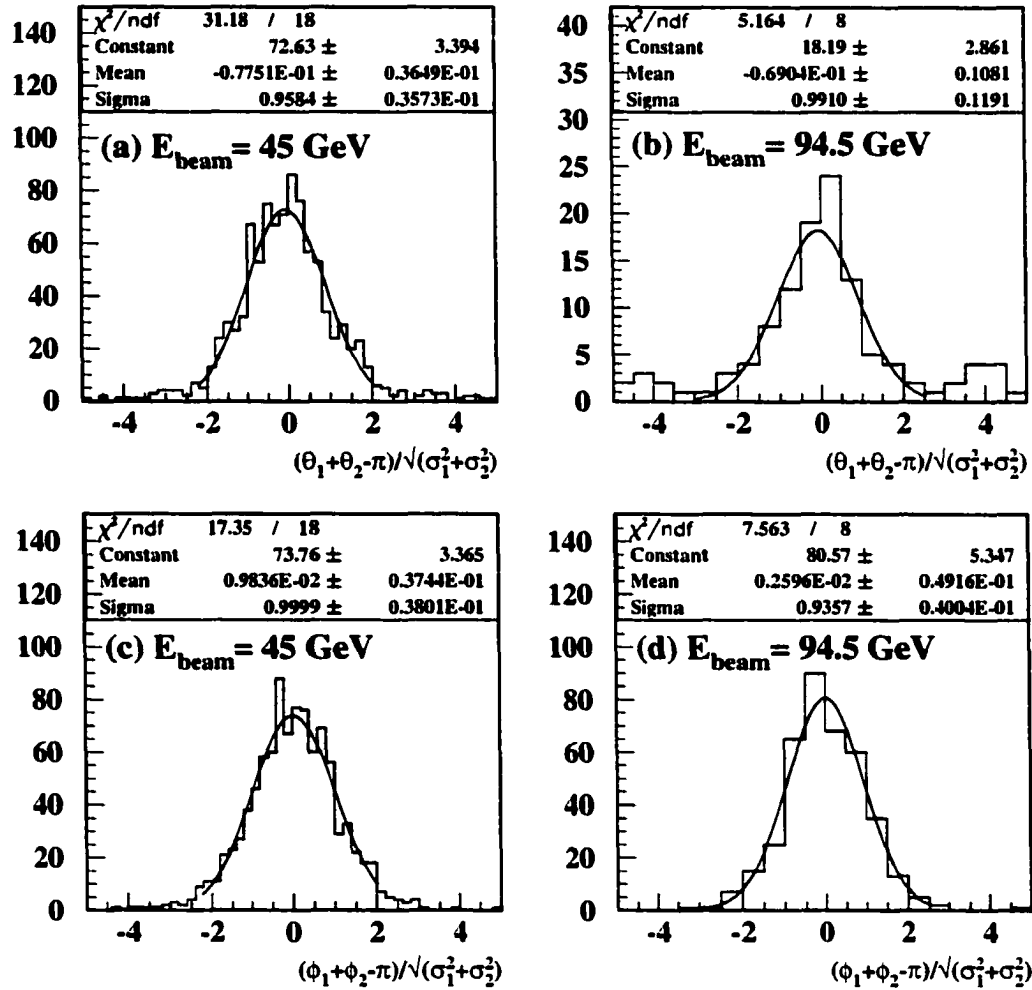 140
120
100
80
60
40
20
0
χ²/ndf 31.18 / 18
Constant 72.63 ± 3.394
Mean -0.7751E-01 ± 0.3649E-01
Sigma 0.9584 ± 0.3573E-01
(a) E_beam = 45 GeV
-4 -2 0 2 4
(θ₁+θ₂-π)/√(σ₁²+σ₂²)
40
35
30
25
20
15
10
5
0
χ²/ndf 5.164 / 8
Constant 18.19 ± 2.861
Mean -0.6904E-01 ± 0.1081
Sigma 0.9910 ± 0.1191
(b) E_beam = 94.5 GeV
-4 -2 0 2 4
(θ₁+θ₂-π)/√(σ₁²+σ₂²)
140
120
100
80
60
40
20
0
χ²/ndf 17.35 / 18
Constant 73.76 ± 3.365
Mean 0.9836E-02 ± 0.3744E-01
Sigma 0.9999 ± 0.3801E-01
(c) E_beam = 45 GeV
-4 -2 0 2 4
(ϕ₁+ϕ₂-π)/√(σ₁²+σ₂²)
140
120
100
80
60
40
20
0
χ²/ndf 7.563 / 8
Constant 80.57 ± 5.347
Mean 0.2596E-02 ± 0.4916E-01
Sigma 0.9357 ± 0.4004E-01
(d) E_beam = 94.5 GeV
-4 -2 0 2 4
(ϕ₁+ϕ₂-π)/√(σ₁²+σ₂²)